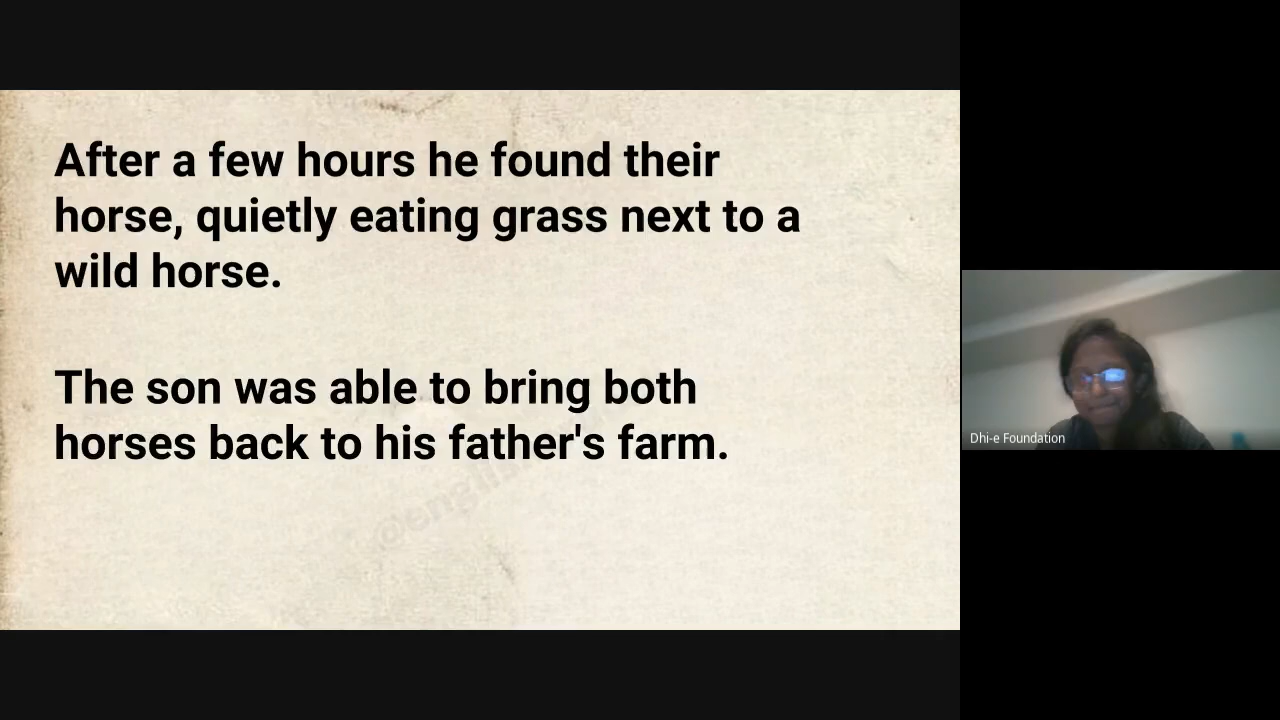 After a few hours he found their
horse, quietly eating grass next to a
wild horse.
The son was able to bring both
horses back to his father's farm.
Dhi-e Foundation